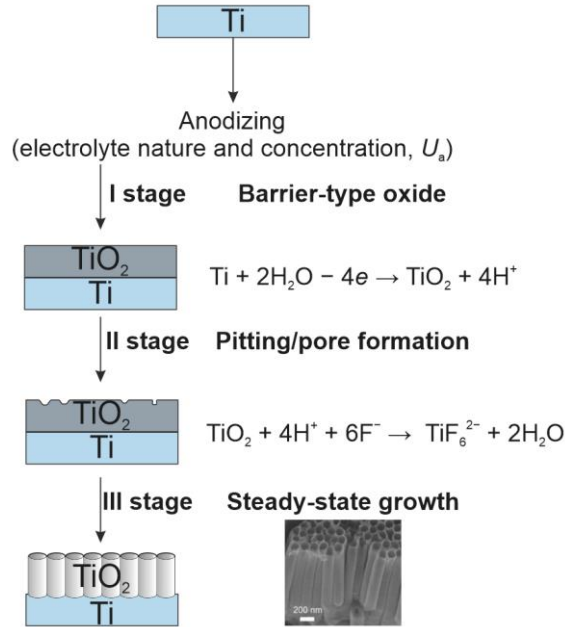 Ti
Anodizing
(electrolyte nature and concentration, Uₐ)
I stage Barrier-type oxide
TiO₂
Ti
Ti + 2H₂O − 4e → TiO₂ + 4H⁺
II stage Pitting/pore formation
TiO₂
Ti
TiO₂ + 4H⁺ + 6F⁻ → TiF₆²⁻ + 2H₂O
III stage Steady-state growth
TiO₂
Ti
200 nm